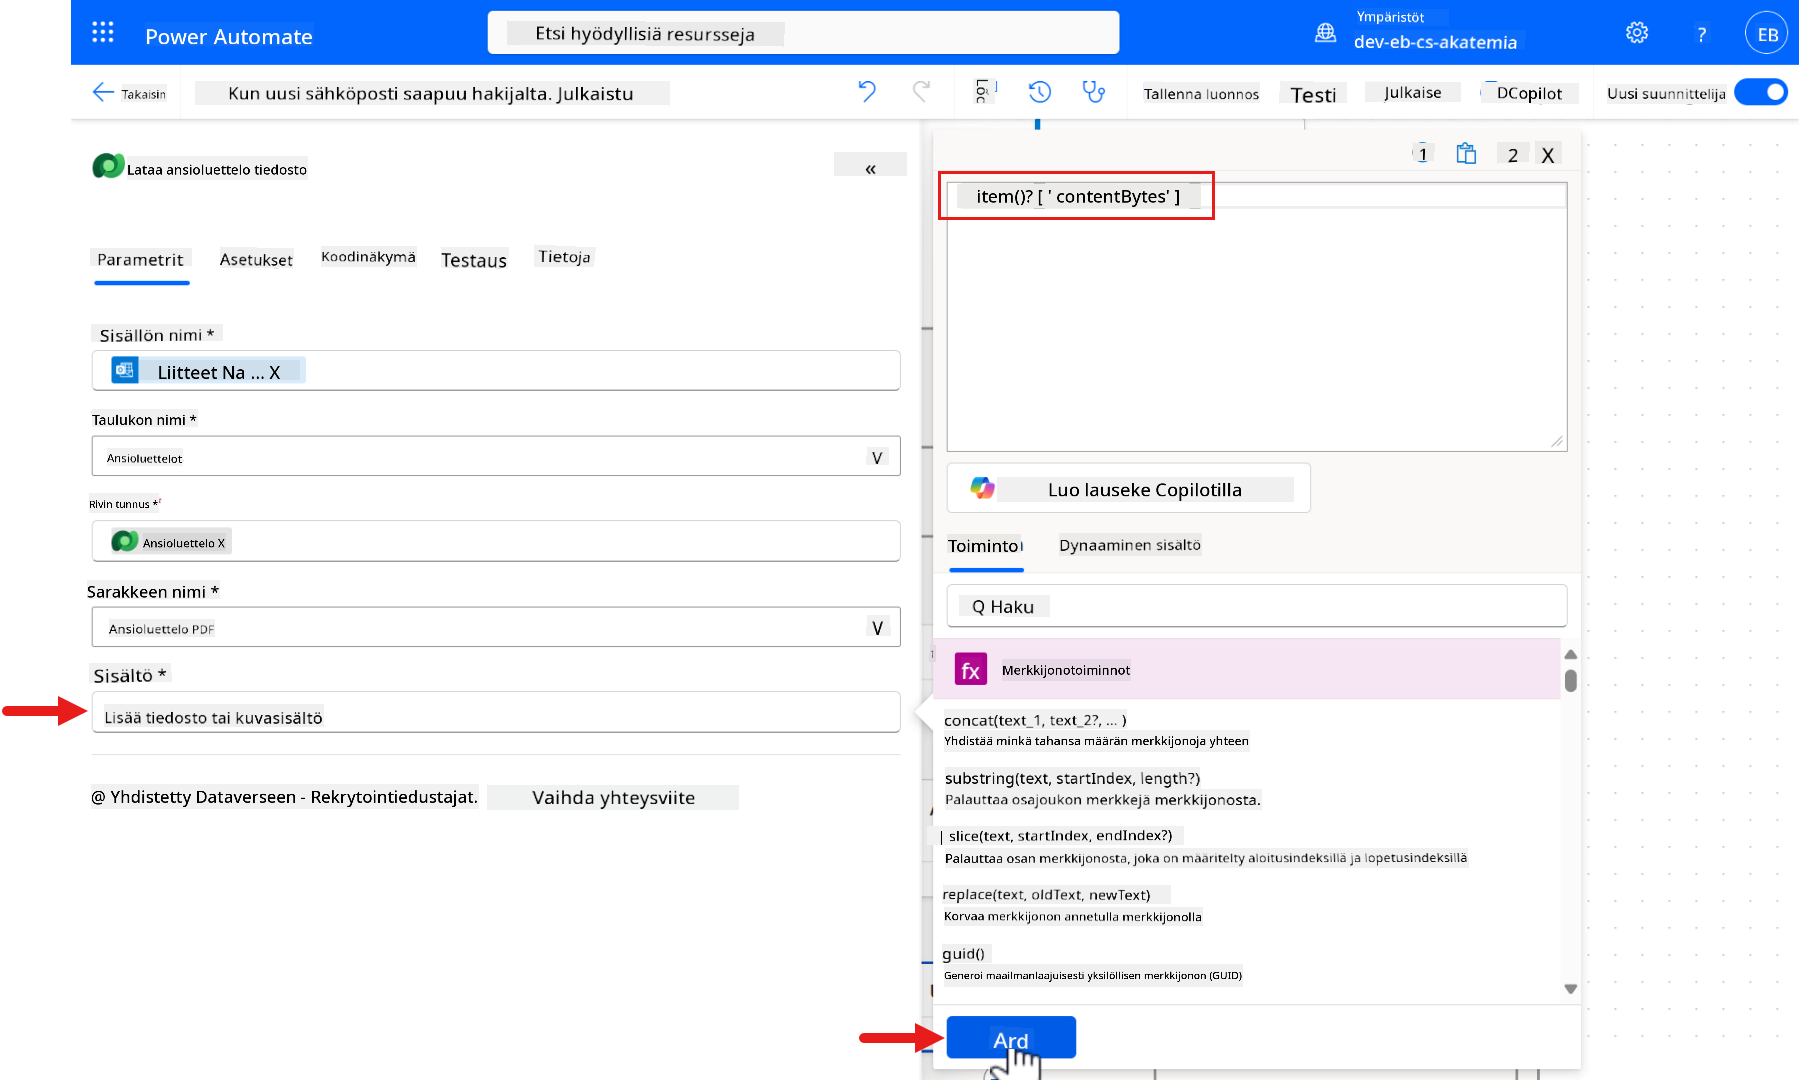 Power Automate
Etsi hyödyllisiä resursseja
Ympäristöt
dev-eb-cs-akatemia
?
EB
Takaisin
Kun uusi sähköposti saapuu hakijalta. Julkaistu
Tallenna luonnos
Testi
Julkaise
DCopilot
Uusi suunnittelija
Lataa ansioluettelo tiedosto
«
Parametrit
Asetukset
Koodinäkymä
Testaus
Tietoja
Sisällön nimi *
Liitteet Na ... X
Taulukon nimi *
Ansioluettelot
V
Rivin tunnus *
Ansioluettelo X
Sarakkeen nimi *
Ansioluettelo PDF
V
Sisältö *
Lisää tiedosto tai kuvasisältö
@ Yhdistetty Dataverseen - Rekrytointiedustajat.
Vaihda yhteysviite
1
2
X
item()? [ ' contentBytes' ]
Luo lauseke Copilotilla
Toiminto
Dynaaminen sisältö
Q Haku
fx
Merkkijonotoiminnot
concat(text_1, text_2?, ... )
Yhdistää minkä tahansa määrän merkkijonoja yhteen
substring(text, startIndex, length?)
Palauttaa osajoukon merkkejä merkkijonosta.
| slice(text, startIndex, endIndex?)
Palauttaa osan merkkijonosta, joka on määritelty aloitusindeksillä ja lopetusindeksillä
replace(text, oldText, newText)
Korvaa merkkijonon annetulla merkkijonolla
guid()
Generoi maailmanlaajuisesti yksilöllisen merkkijonon (GUID)
Ard